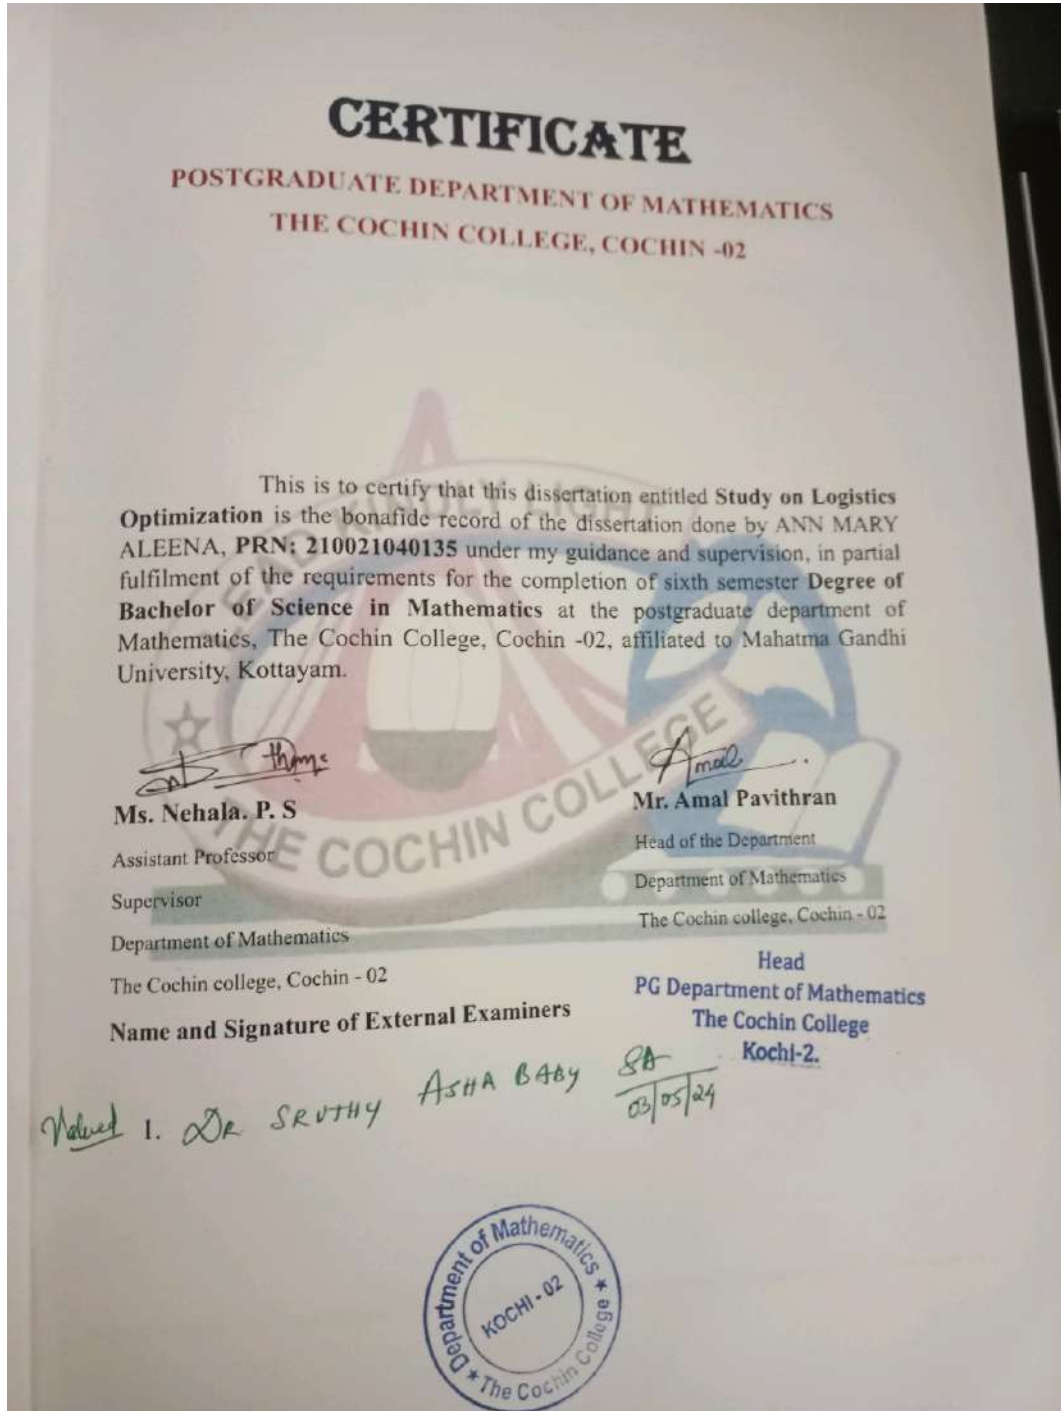 CERTIFICATE
POSTGRADUATE DEPARTMENT OF MATHEMATICS
THE COCHIN COLLEGE, COCHIN -02
This is to certify that this dissertation entitled Study on Logistics
Optimization is the bonafide record of the dissertation done by ANN MARY
ALEENA, PRN: 210021040135 under my guidance and supervision, in partial
fulfilment of the requirements for the completion of sixth semester Degree of
Bachelor of Science in Mathematics at the postgraduate department of
Mathematics, The Cochin College, Cochin -02, affiliated to Mahatma Gandhi
University, Kottayam.
LEAD KINDLY LIGHT
THE COCHIN COLLEGE
Ms. Nehala. P. S
Assistant Professor
Supervisor
Department of Mathematics
The Cochin college, Cochin - 02
Amal
Mr. Amal Pavithran
Head of the Department
Department of Mathematics
The Cochin college, Cochin - 02
Head
PG Department of Mathematics
The Cochin College
Kochi-2.
Name and Signature of External Examiners
Valued 1. DR SRUTHY ASHA BABY SA
03/05/24
Department of Mathematics
The Cochin College
KOCHI - 02